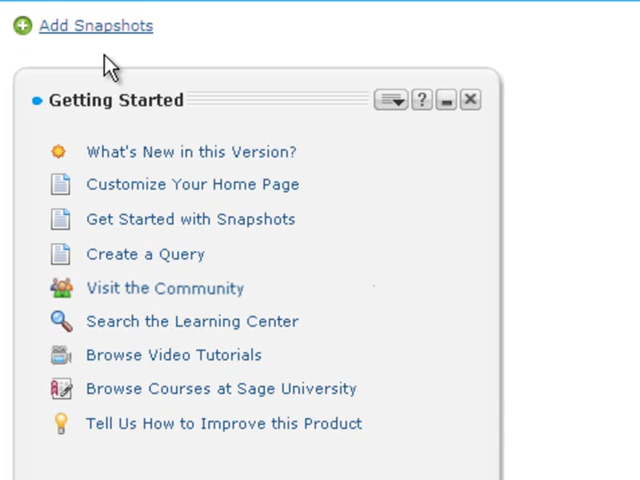 Add Snapshots
Getting Started
?
What's New in this Version?
Customize Your Home Page
Get Started with Snapshots
Create a Query
Visit the Community
Search the Learning Center
Browse Video Tutorials
Browse Courses at Sage University
Tell Us How to Improve this Product